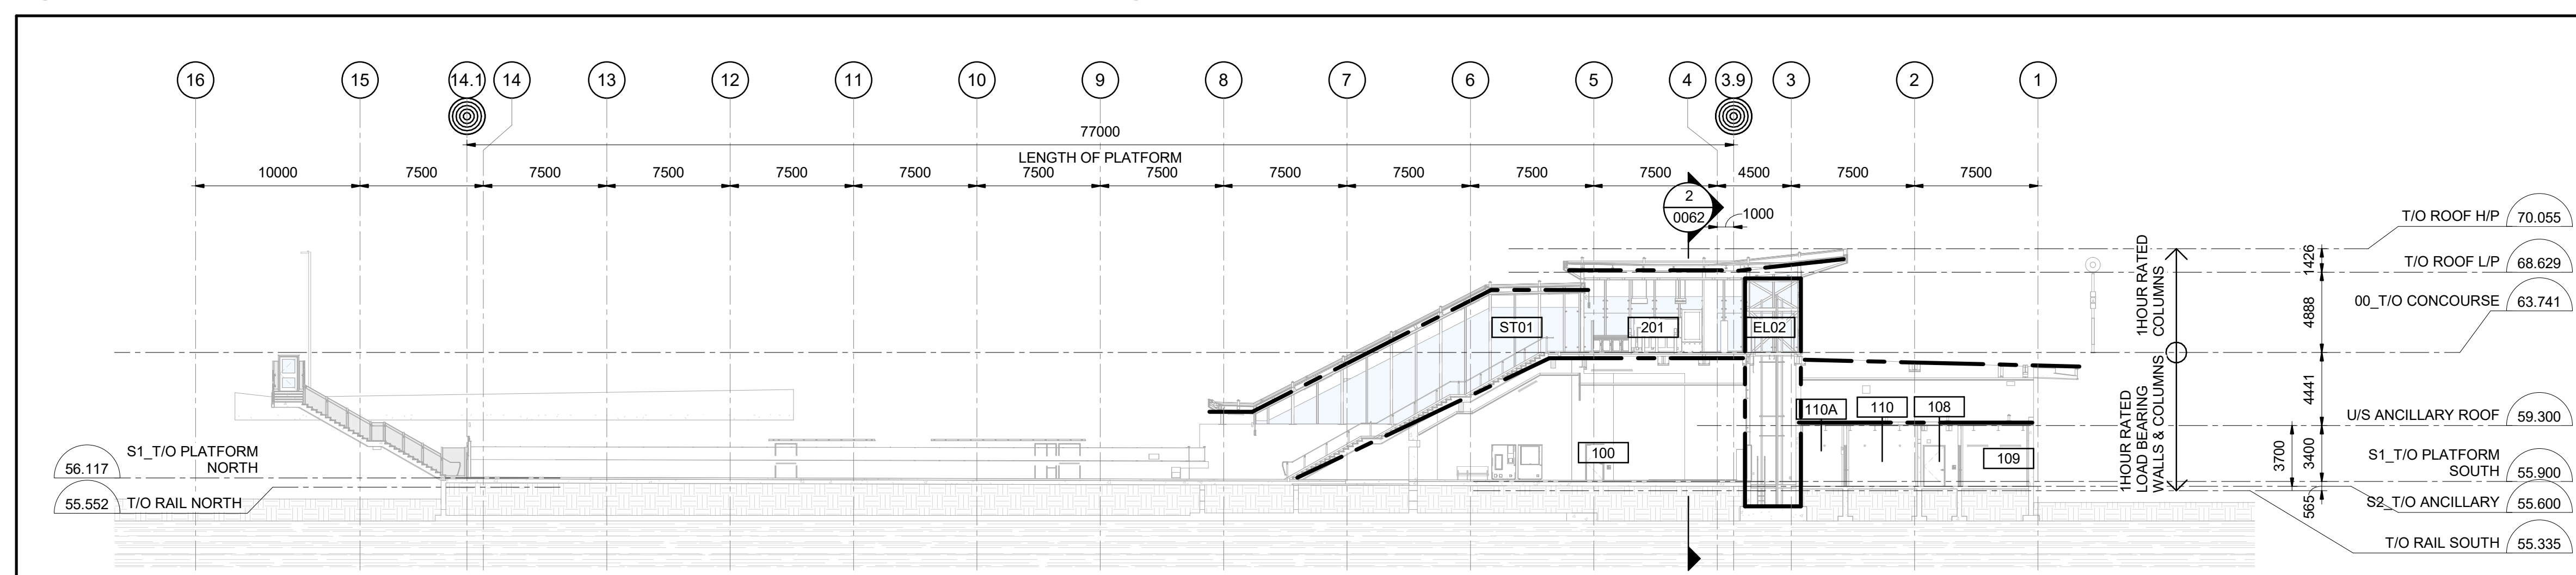 16
15
14.1
14
13
12
11
10
9
8
7
6
5
4
3.9
3
2
1
77000
LENGTH OF PLATFORM
10000
7500
7500
7500
7500
7500
7500
7500
7500
7500
7500
7500
4500
7500
7500
2
0062
1000
T/O ROOF H/P 70.055
T/O ROOF L/P 68.629
00_T/O CONCOURSE 63.741
U/S ANCILLARY ROOF 59.300
S1_T/O PLATFORM
SOUTH 55.900
S2_T/O ANCILLARY 55.600
T/O RAIL SOUTH 55.335
1HOUR RATED
COLUMNS
1HOUR RATED
LOAD BEARING
WALLS & COLUMNS
1426
4888
4441
3400
3700
565
ST01
201
EL02
110A
110
108
100
109
S1_T/O PLATFORM
NORTH
56.117
55.552 T/O RAIL NORTH